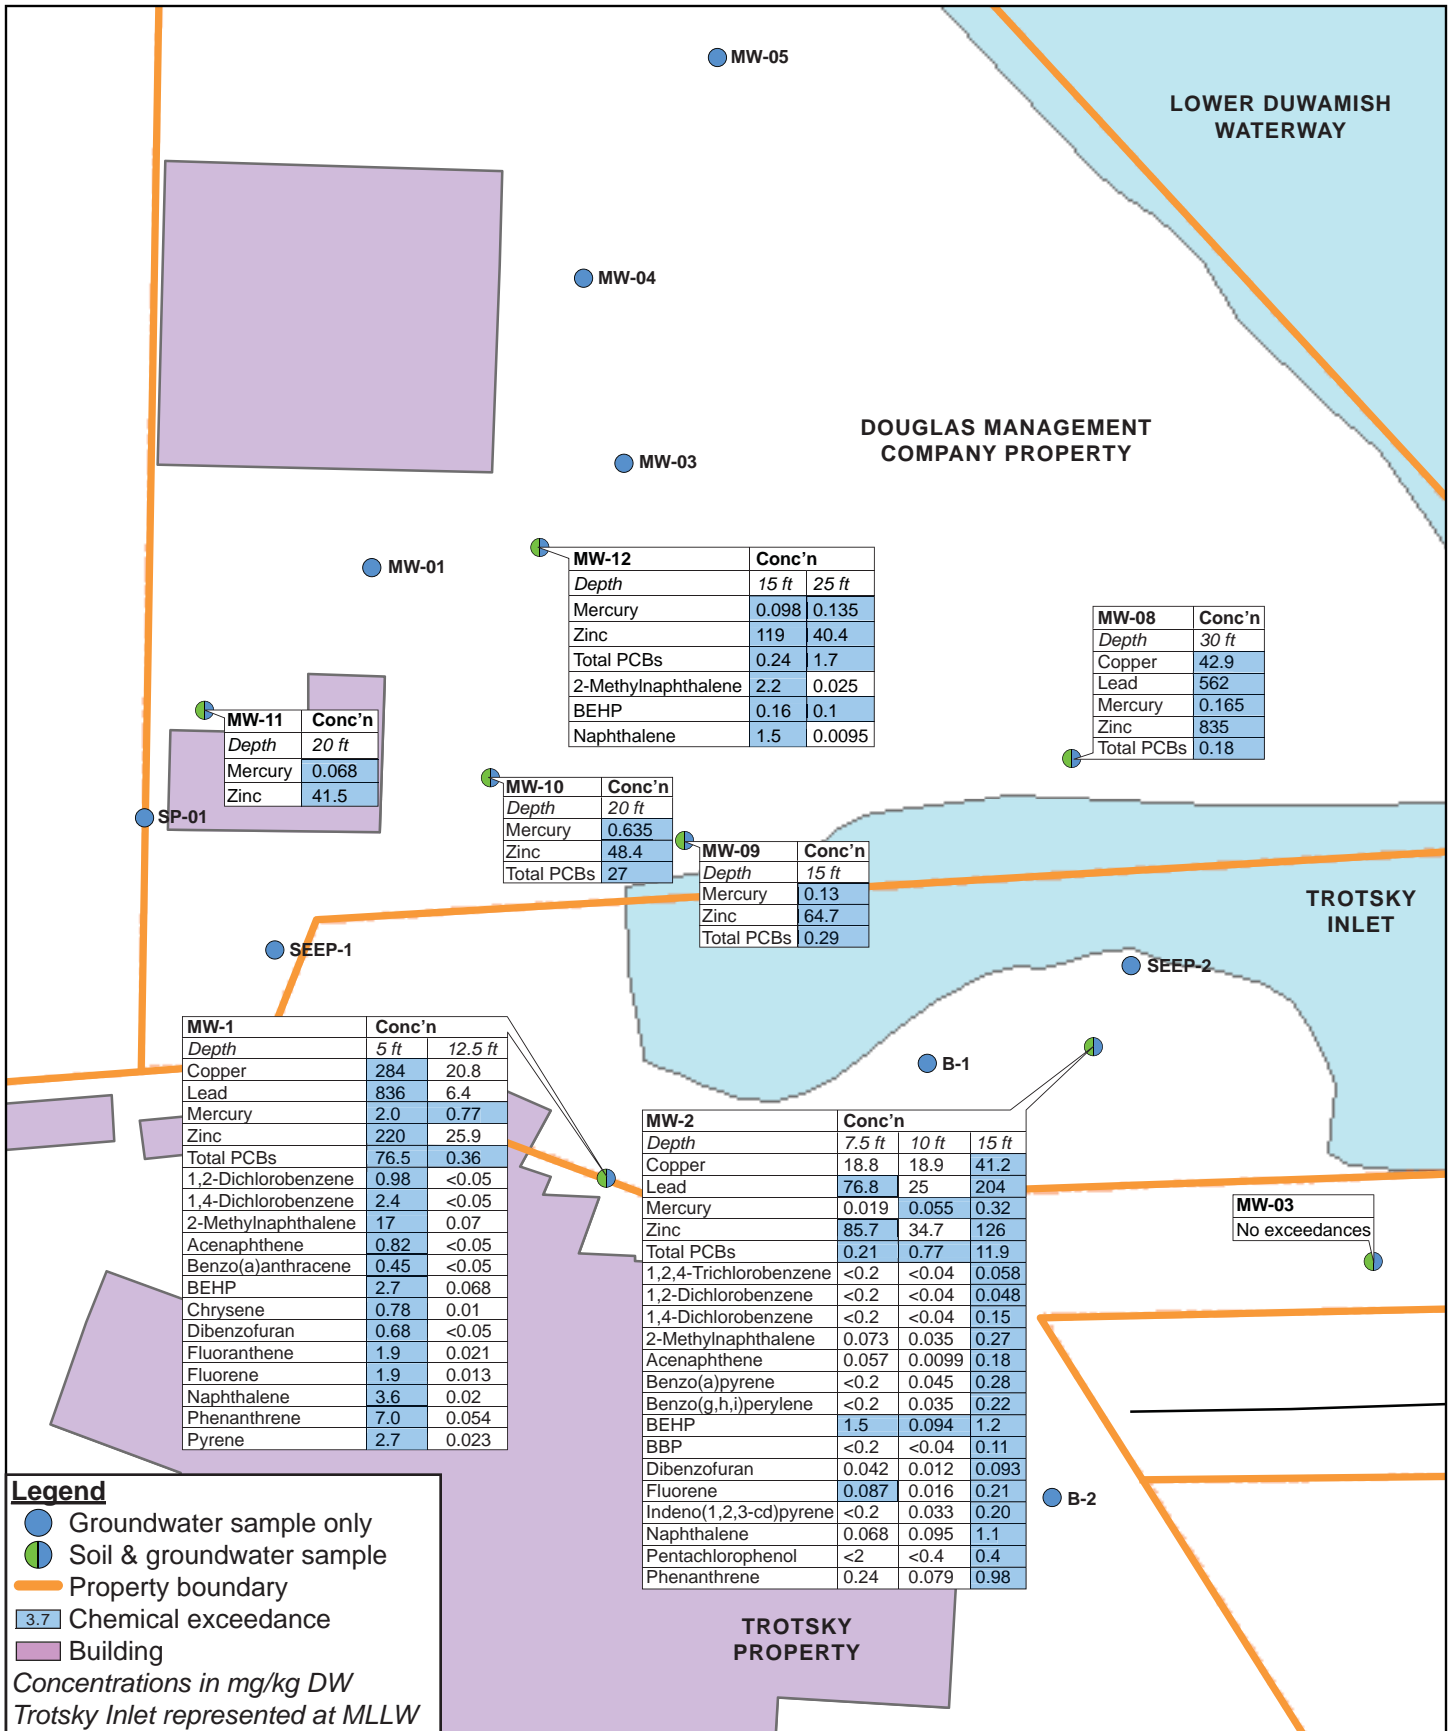 MW-05
LOWER DUWAMISH
WATERWAY
MW-04
DOUGLAS MANAGEMENT
COMPANY PROPERTY
MW-03
MW-01
MW-12 Conc'n
Depth 15 ft 25 ft
Mercury 0.098 0.135
Zinc 119 40.4
Total PCBs 0.24 1.7
2-Methylnaphthalene 2.2 0.025
BEHP 0.16 0.1
Naphthalene 1.5 0.0095
MW-08 Conc'n
Depth 30 ft
Copper 42.9
Lead 562
Mercury 0.165
Zinc 835
Total PCBs 0.18
MW-11 Conc'n
Depth 20 ft
Mercury 0.068
Zinc 41.5
SP-01
MW-10 Conc'n
Depth 20 ft
Mercury 0.635
Zinc 48.4
Total PCBs 27
MW-09 Conc'n
Depth 15 ft
Mercury 0.13
Zinc 64.7
Total PCBs 0.29
TROTSKY
INLET
SEEP-1
SEEP-2
B-1
MW-1 Conc'n
Depth 5 ft 12.5 ft
Copper 284 20.8
Lead 836 6.4
Mercury 2.0 0.77
Zinc 220 25.9
Total PCBs 76.5 0.36
1,2-Dichlorobenzene 0.98 <0.05
1,4-Dichlorobenzene 2.4 <0.05
2-Methylnaphthalene 17 0.07
Acenaphthene 0.82 <0.05
Benzo(a)anthracene 0.45 <0.05
BEHP 2.7 0.068
Chrysene 0.78 0.01
Dibenzofuran 0.68 <0.05
Fluoranthene 1.9 0.021
Fluorene 1.9 0.013
Naphthalene 3.6 0.02
Phenanthrene 7.0 0.054
Pyrene 2.7 0.023
MW-2 Conc'n
Depth 7.5 ft 10 ft 15 ft
Copper 18.8 18.9 41.2
Lead 76.8 25 204
Mercury 0.019 0.055 0.32
Zinc 85.7 34.7 126
Total PCBs 0.21 0.77 11.9
1,2,4-Trichlorobenzene <0.2 <0.04 0.058
1,2-Dichlorobenzene <0.2 <0.04 0.048
1,4-Dichlorobenzene <0.2 <0.04 0.15
2-Methylnaphthalene 0.073 0.035 0.27
Acenaphthene 0.057 0.0099 0.18
Benzo(a)pyrene <0.2 0.045 0.28
Benzo(g,h,i)perylene <0.2 0.035 0.22
BEHP 1.5 0.094 1.2
BBP <0.2 <0.04 0.11
Dibenzofuran 0.042 0.012 0.093
Fluorene 0.087 0.016 0.21
Indeno(1,2,3-cd)pyrene <0.2 0.033 0.20
Naphthalene 0.068 0.095 1.1
Pentachlorophenol <2 <0.4 0.4
Phenanthrene 0.24 0.079 0.98
MW-03
No exceedances
B-2
TROTSKY
PROPERTY
Legend
Groundwater sample only
Soil & groundwater sample
Property boundary
3.7 Chemical exceedance
Building
Concentrations in mg/kg DW
Trotsky Inlet represented at MLLW